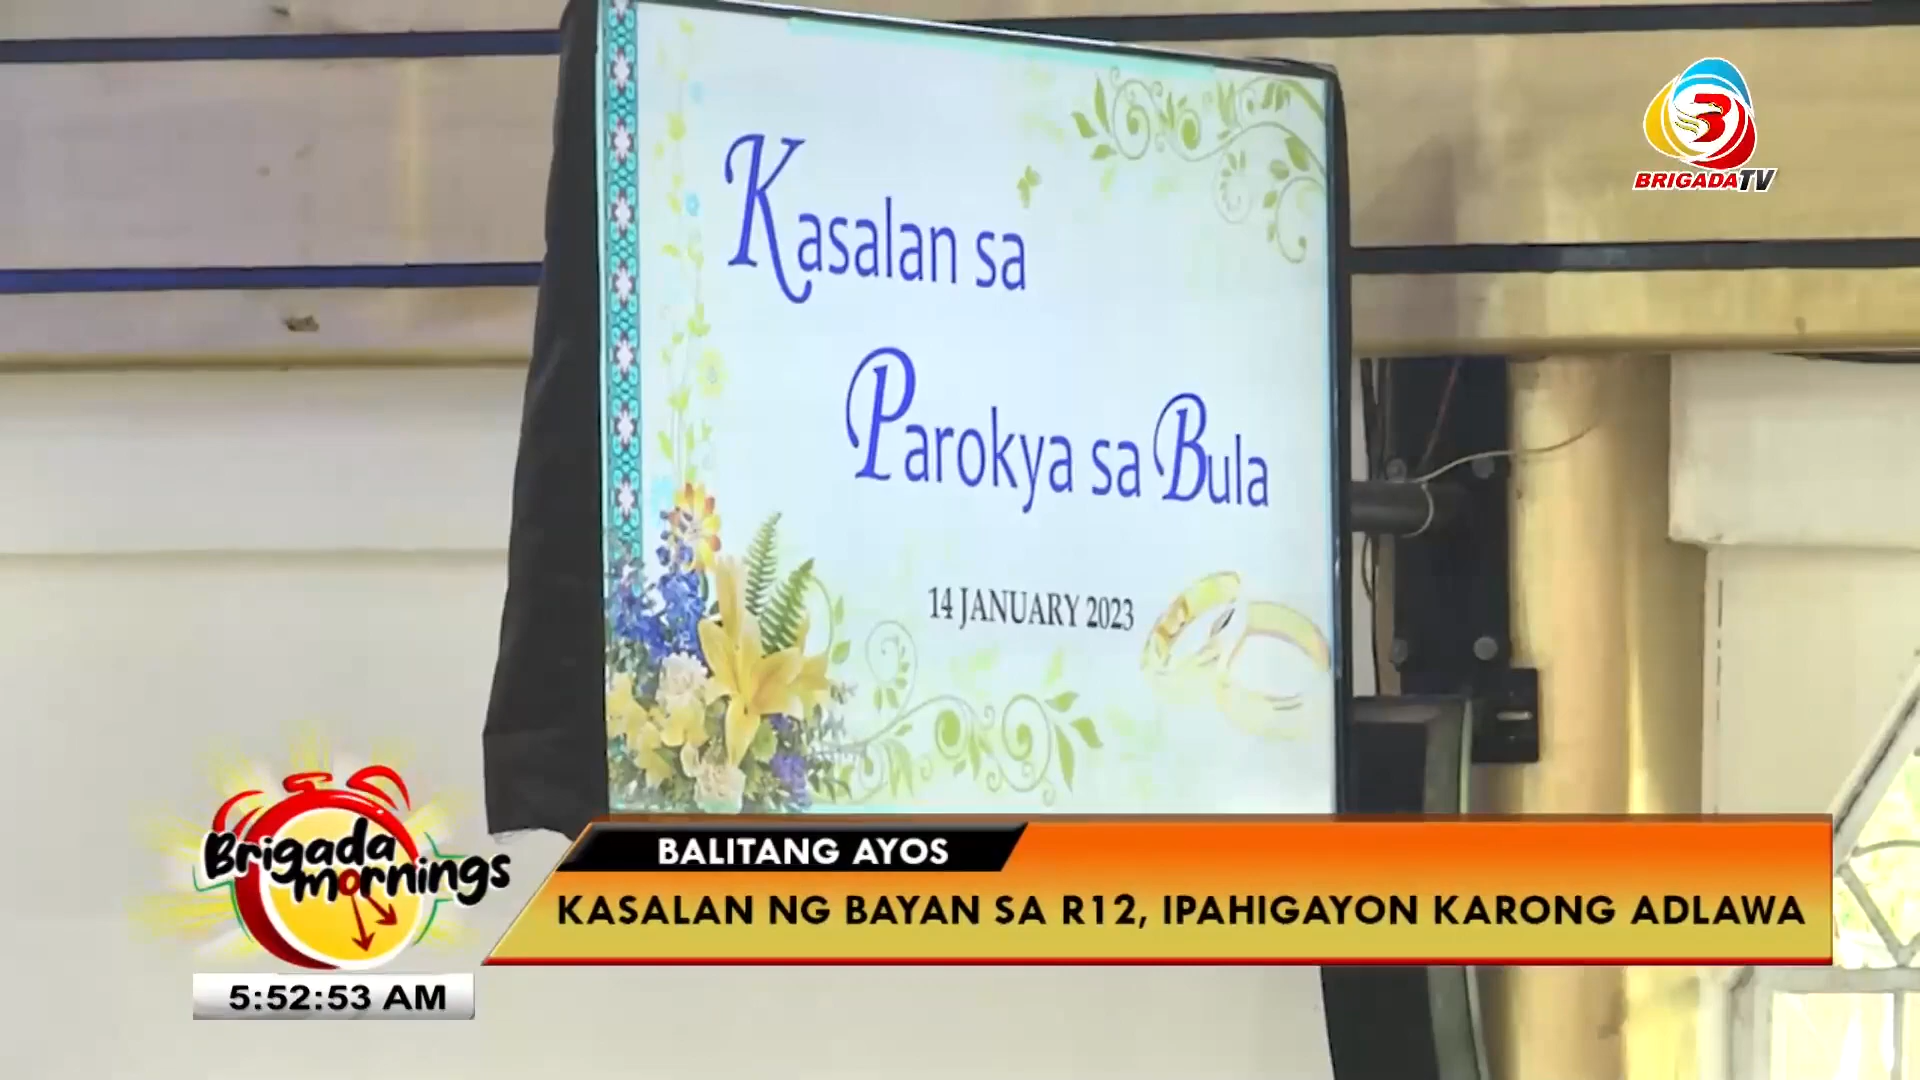 3
BRIGADA TV
Kasalan sa
Parokya sa Bula
14 JANUARY 2023
BALITANG AYOS
KASALAN NG BAYAN SA R12, IPAHIGAYON KARONG ADLAWA
Brigada
mornings
5:52:53 AM